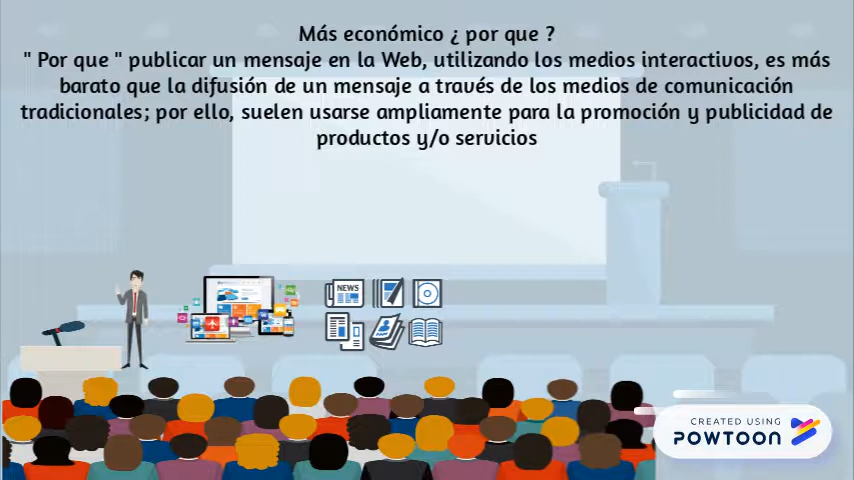 Más económico ¿ por que ?
" Por que " publicar un mensaje en la Web, utilizando los medios interactivos, es más
barato que la difusión de un mensaje a través de los medios de comunicación
tradicionales; por ello, suelen usarse ampliamente para la promoción y publicidad de
productos y/o servicios
NEWS
CREATED USING
POWTOON